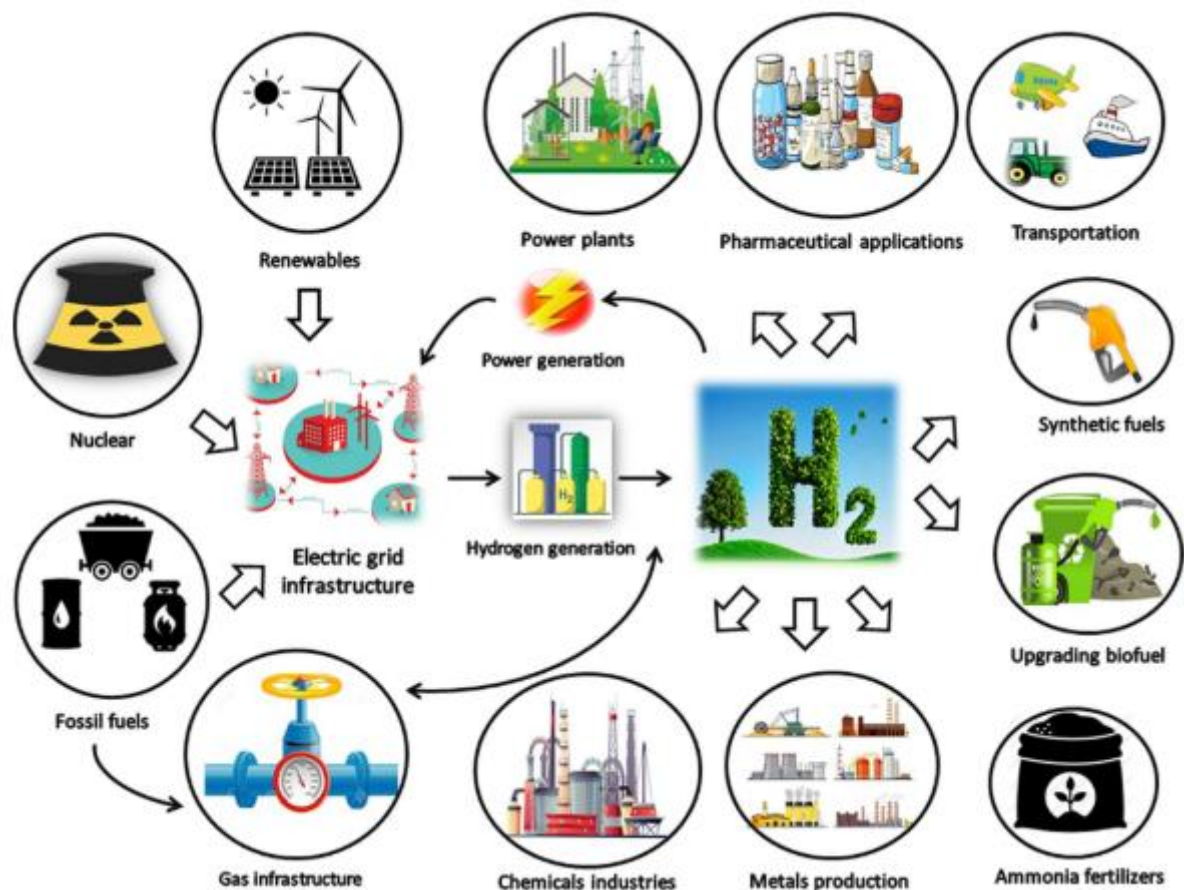 Power plants
Pharmaceutical applications
Transportation
Renewables
Nuclear
Power generation
Synthetic fuels
H2
Hydrogen generation
H2
Electric grid
infrastructure
Upgrading biofuel
Fossil fuels
Gas infrastructure
Chemicals industries
Metals production
Ammonia fertilizers